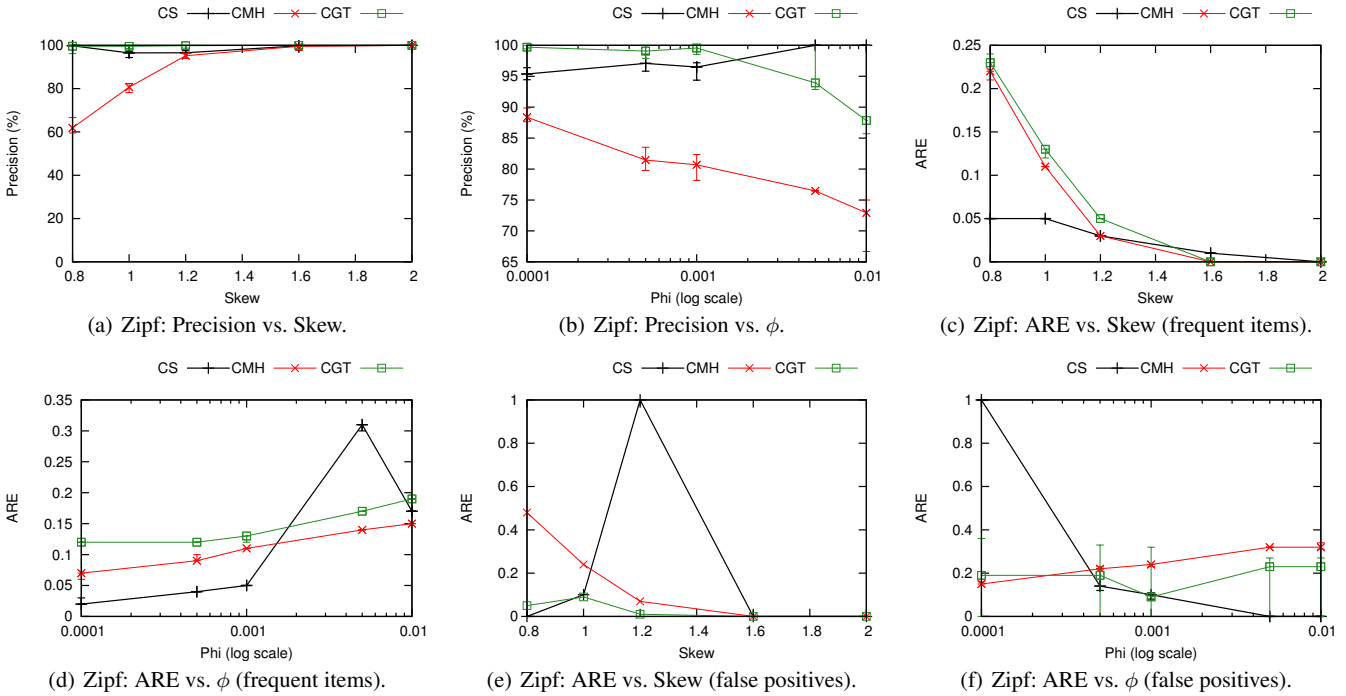 CS CMH CGT
Precision (%)
100
80
60
40
20
0
0.8 1 1.2 1.4 1.6 1.8 2
Skew
(a) Zipf: Precision vs. Skew.
CS CMH CGT
Precision (%)
100
95
90
85
80
75
70
65
0.0001 0.001 0.01
Phi (log scale)
(b) Zipf: Precision vs. ϕ.
CS CMH CGT
ARE
0.25
0.2
0.15
0.1
0.05
0
0.8 1 1.2 1.4 1.6 1.8 2
Skew
(c) Zipf: ARE vs. Skew (frequent items).
CS CMH CGT
ARE
0.35
0.3
0.25
0.2
0.15
0.1
0.05
0
0.0001 0.001 0.01
Phi (log scale)
(d) Zipf: ARE vs. ϕ (frequent items).
CS CMH CGT
ARE
1
0.8
0.6
0.4
0.2
0
0.8 1 1.2 1.4 1.6 1.8 2
Skew
(e) Zipf: ARE vs. Skew (false positives).
CS CMH CGT
ARE
1
0.8
0.6
0.4
0.2
0
0.0001 0.001 0.01
Phi (log scale)
(f) Zipf: ARE vs. ϕ (false positives).